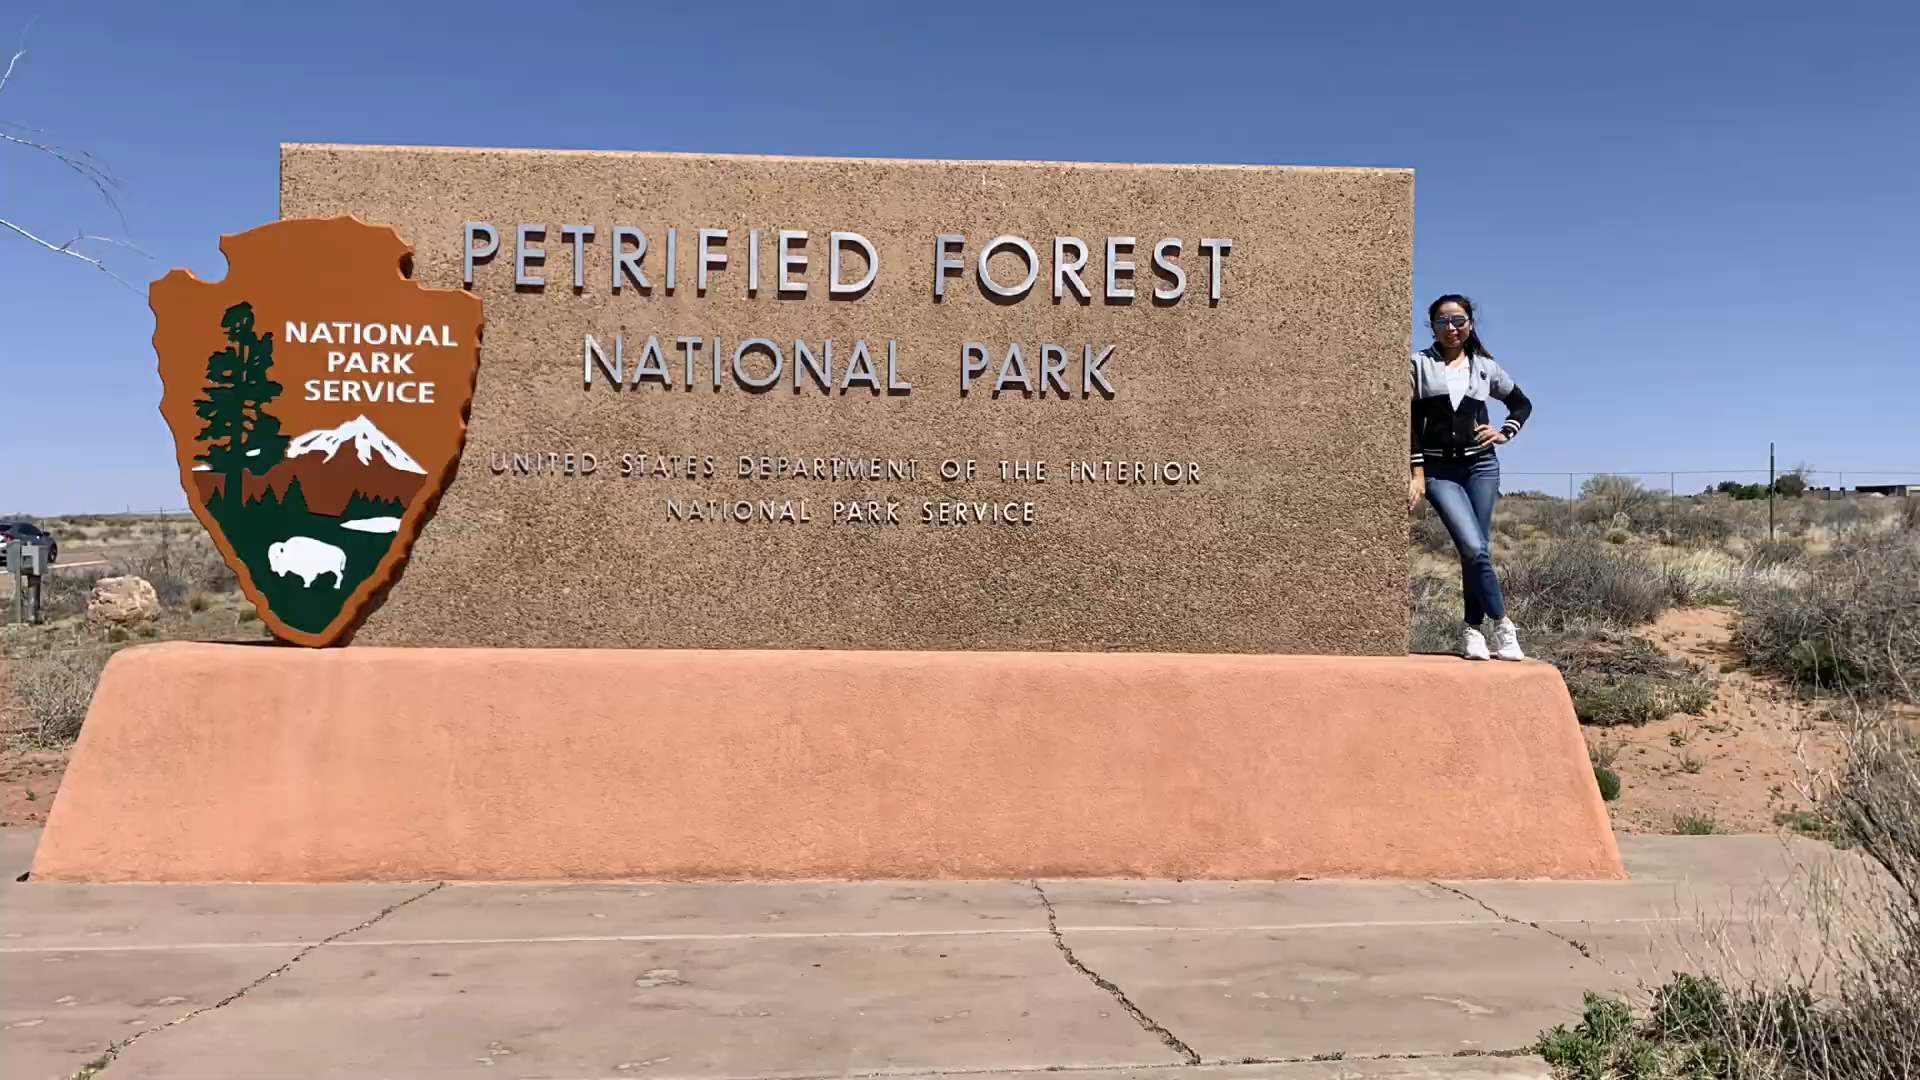 PETRIFIED FOREST
NATIONAL PARK
UNITED STATES DEPARTMENT OF THE INTERIOR
NATIONAL PARK SERVICE
NATIONAL
PARK
SERVICE